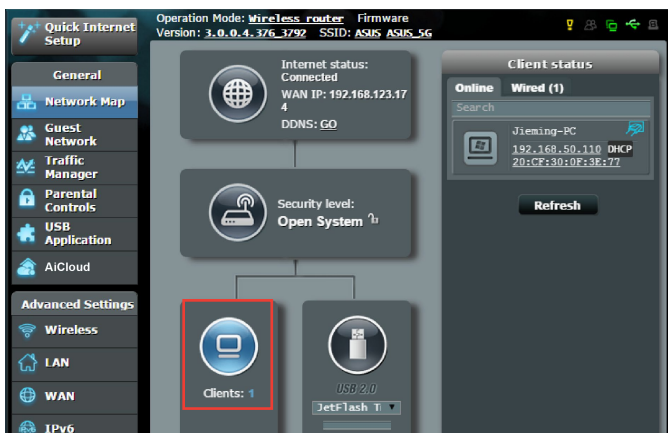 Quick Internet
Setup
Operation Mode: Wireless router Firmware
Version: 3.0.0.4.376_3792 SSID: ASUS ASUS_5G
General
Network Map
Guest
Network
Traffic
Manager
Parental
Controls
USB
Application
AiCloud
Advanced Settings
Wireless
LAN
WAN
IPv6
Internet status:
Connected
WAN IP: 192.168.123.17
4
DDNS: GO
Security level:
Open System
Clients: 1
USB 2.0
JetFlash T
Client status
Online Wired (1)
Search
Jieming-PC
192.168.50.110 DHCP
20:CF:30:0F:3E:77
Refresh